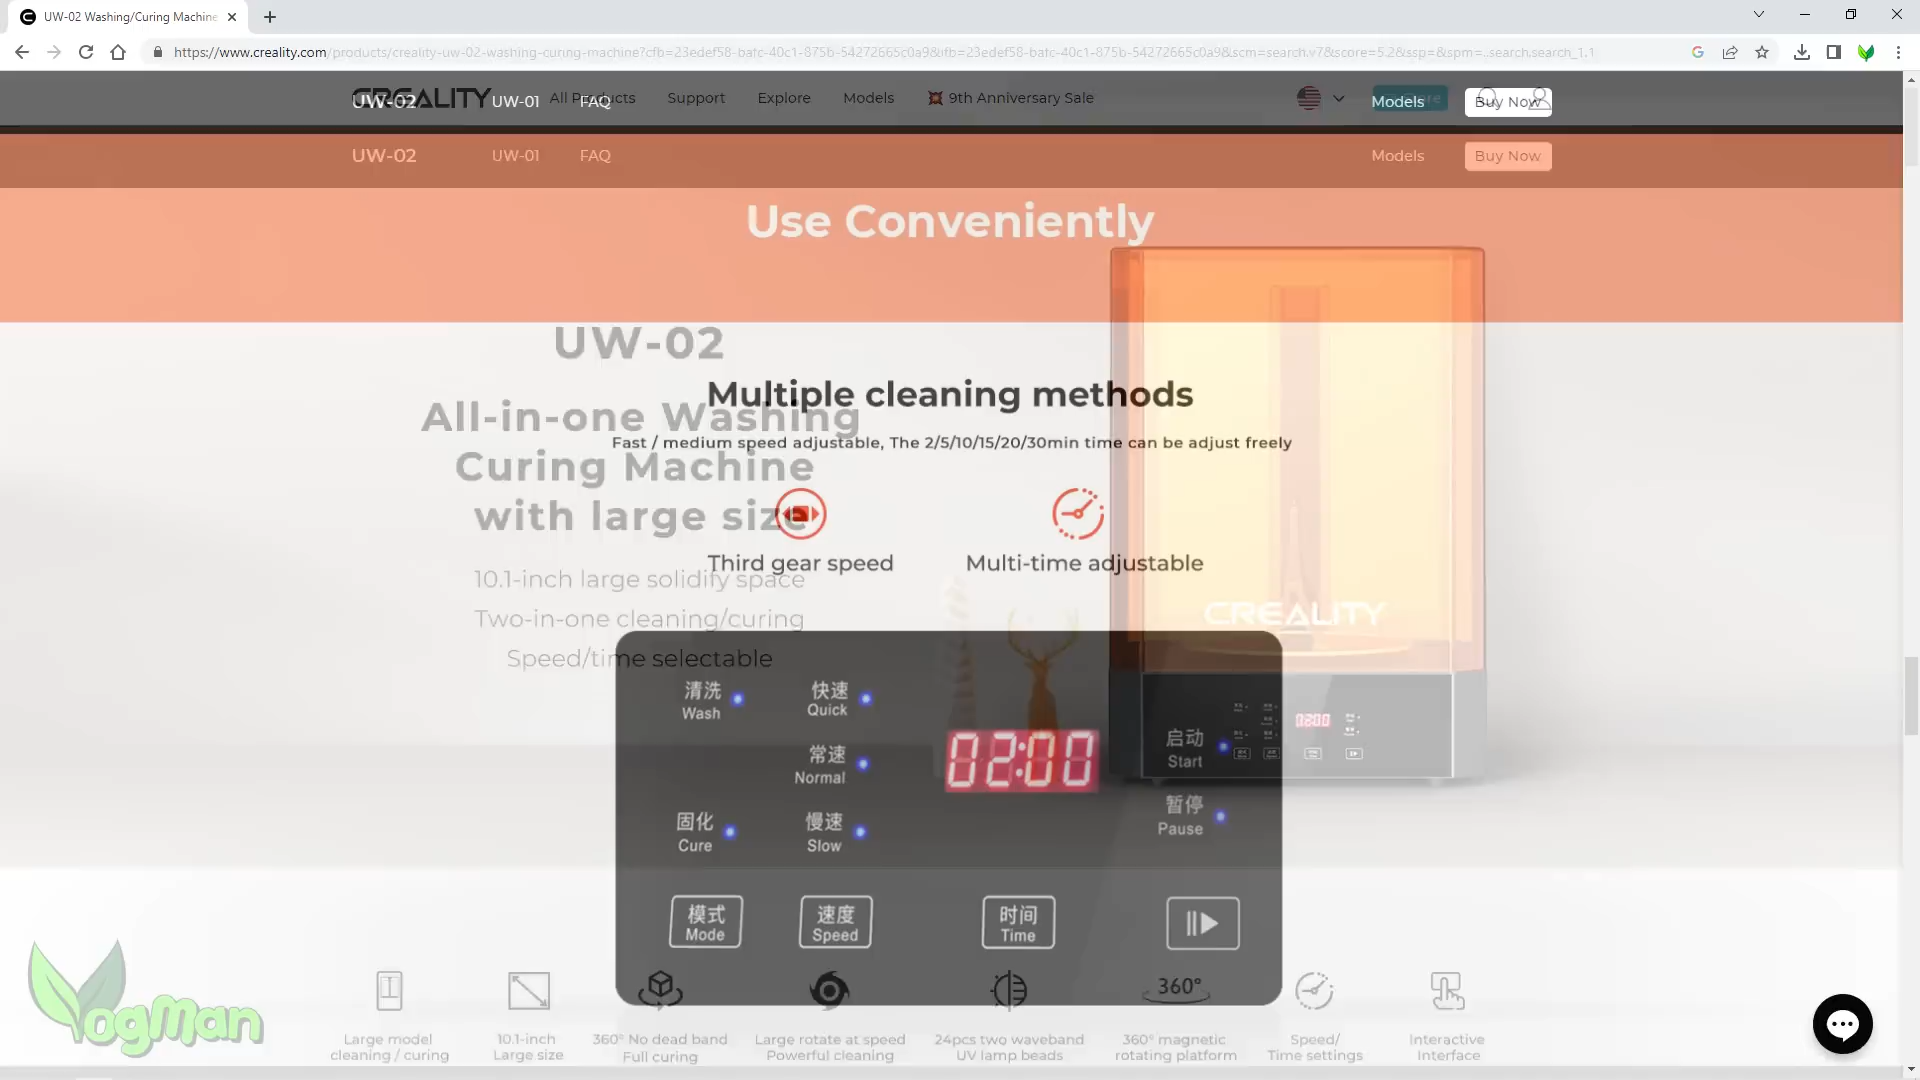 UW-02 Washing/Curing Machine
https://www.creality.com/products/creality-uw-02-washing-curing-machine?cfb=23edef58-bafc-40c1-875b-54272665c0a9&ifb=23edef58-bafc-40c1-875b-54272665c0a9&scm=search.v7&score=5.2&ssp=&spm=..search.search_1.1
CREALITY All Products Support Explore Models 9th Anniversary Sale Store
UW-02 UW-01 FAQ Models Buy Now
UW-02 UW-01 FAQ Models Buy Now
Use Conveniently
UW-02
All-in-one Washing
Curing Machine
with large size
10.1-inch large solidify space
Two-in-one cleaning/curing
Speed/time selectable
Multiple cleaning methods
Fast / medium speed adjustable, The 2/5/10/15/20/30min time can be adjust freely
Third gear speed Multi-time adjustable
CREALITY
清洗 快速
Wash Quick
常速 启动
Normal 02:00 Start
固化 慢速 暂停
Cure Slow Pause
模式 速度 时间
Mode Speed Time
02:00
360°
Large model
cleaning / curing
10.1-inch
Large size
360° No dead band
Full curing
Large rotate at speed
Powerful cleaning
24pcs two waveband
UV lamp beads
360° magnetic
rotating platform
Speed/
Time settings
Interactive
Interface
YogMan